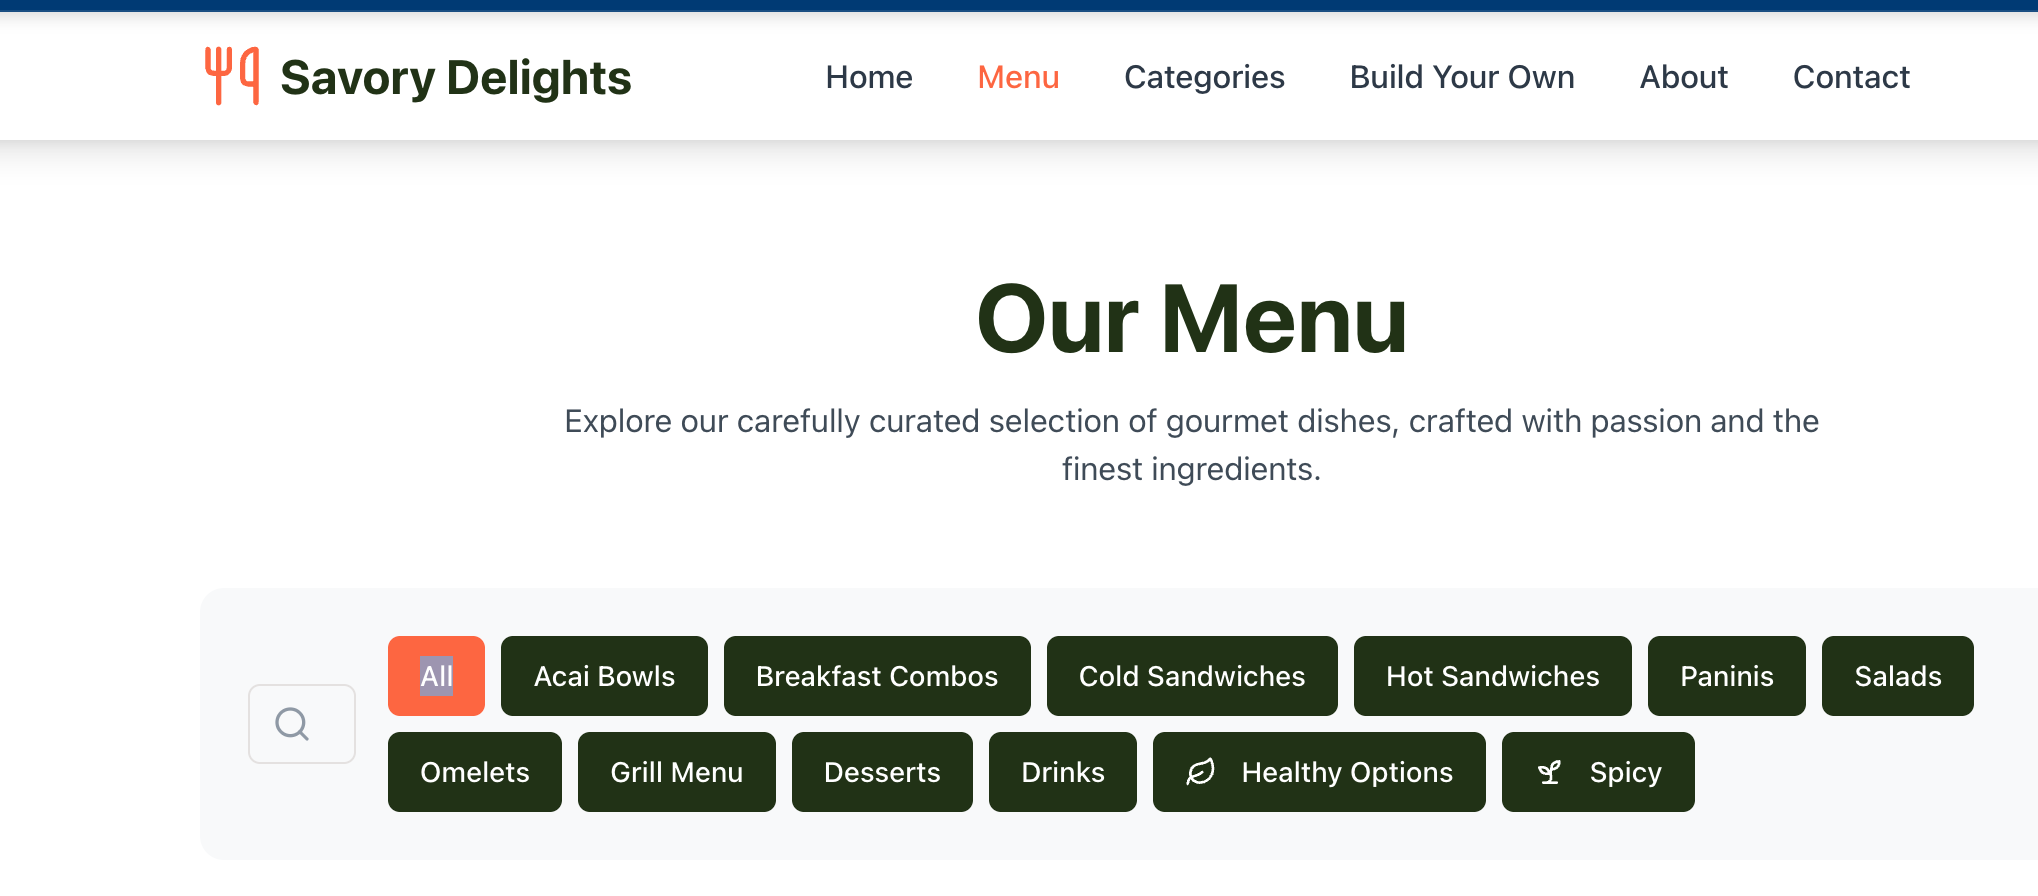 Savory Delights
Home Menu Categories Build Your Own About Contact
Our Menu
Explore our carefully curated selection of gourmet dishes, crafted with passion and the
finest ingredients.
All Acai Bowls Breakfast Combos Cold Sandwiches Hot Sandwiches Paninis Salads
Omelets Grill Menu Desserts Drinks Healthy Options Spicy